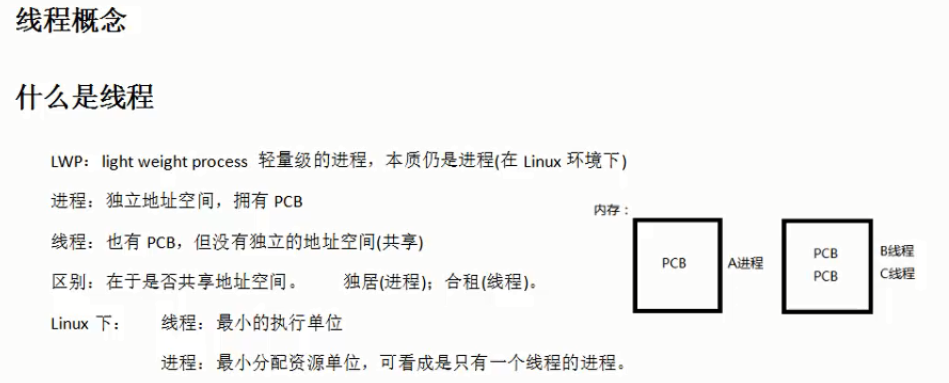 线程概念
什么是线程
LWP：light weight process 轻量级的进程，本质仍是进程(在 Linux 环境下)
进程：独立地址空间，拥有 PCB
线程：也有 PCB，但没有独立的地址空间(共享)
区别：在于是否共享地址空间。 独居(进程)；合租(线程)。
Linux 下： 线程：最小的执行单位
进程：最小分配资源单位，可看成是只有一个线程的进程。
内存：
PCB
A进程
PCB
PCB
B线程
C线程